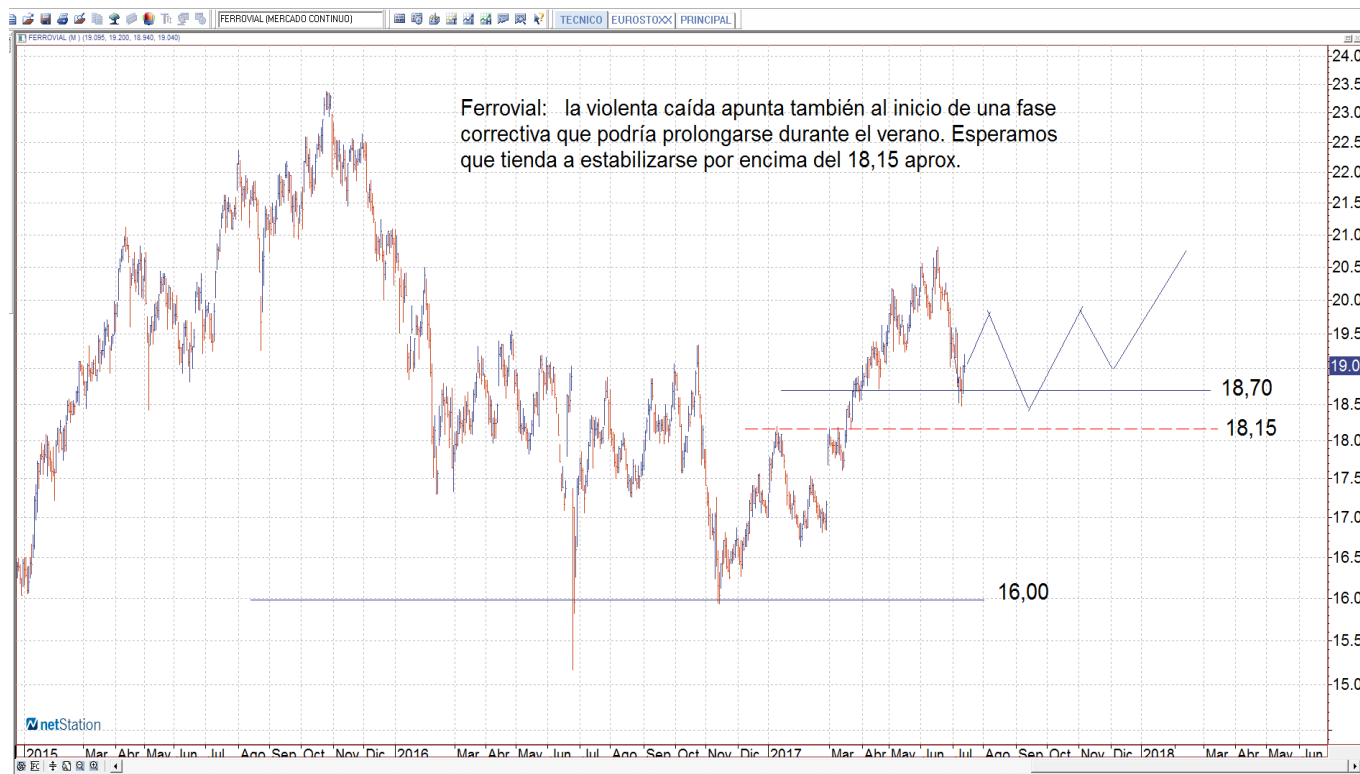 FERROVIAL (MERCADO CONTINUO)
TECNICO EUROSTOXX PRINCIPAL
FERROVIAL (M ) (19.095, 19.200, 18.940, 19.040)
Ferrovial:   la violenta caída apunta también al inicio de una fase
correctiva que podría prolongarse durante el verano. Esperamos
que tienda a estabilizarse por encima del 18,15 aprox.
24.0
23.5
23.0
22.5
22.0
21.5
21.0
20.5
20.0
19.5
19.0
18,70
18.5
18,15
18.0
17.5
17.0
16.5
16,00
16.0
15.5
15.0
netStation
2015 Mar Abr May Jun Jul Ago Sep Oct Nov Dic 2016 Mar Abr May Jun Jul Ago Sep Oct Nov Dic 2017 Mar Abr May Jun Jul Ago Sep Oct Nov Dic 2018 Mar Abr May Jun